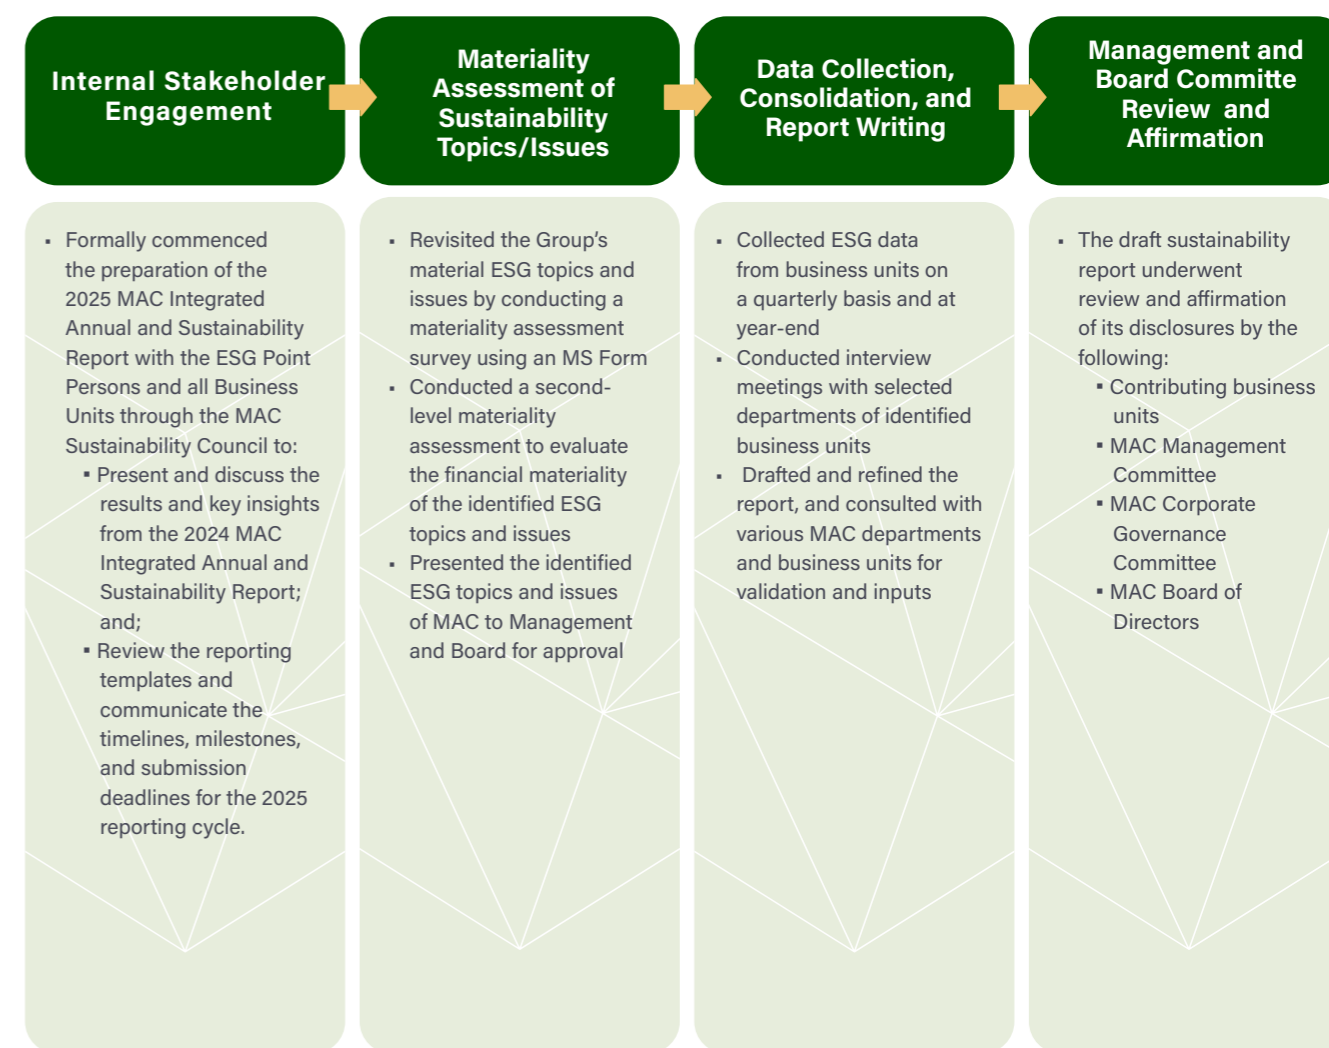 Internal Stakeholder
Engagement
Materiality
Assessment of
Sustainability
Topics/Issues
Data Collection,
Consolidation, and
Report Writing
Management and
Board Committe
Review and
Affirmation
▪ Formally commenced
the preparation of the
2025 MAC Integrated
Annual and Sustainability
Report with the ESG Point
Persons and all Business
Units through the MAC
Sustainability Council to:
▪ Present and discuss the
results and key insights
from the 2024 MAC
Integrated Annual and
Sustainability Report;
and;
▪ Review the reporting
templates and
communicate the
timelines, milestones,
and submission
deadlines for the 2025
reporting cycle.
▪ Revisited the Group’s
material ESG topics and
issues by conducting a
materiality assessment
survey using an MS Form
▪ Conducted a second-
level materiality
assessment to evaluate
the financial materiality
of the identified ESG
topics and issues
▪ Presented the identified
ESG topics and issues
of MAC to Management
and Board for approval
▪ Collected ESG data
from business units on
a quarterly basis and at
year-end
▪ Conducted interview
meetings with selected
departments of identified
business units
▪ Drafted and refined the
report, and consulted with
various MAC departments
and business units for
validation and inputs
▪ The draft sustainability
report underwent
review and affirmation
of its disclosures by the
following:
▪ Contributing business
units
▪ MAC Management
Committee
▪ MAC Corporate
Governance
Committee
▪ MAC Board of
Directors